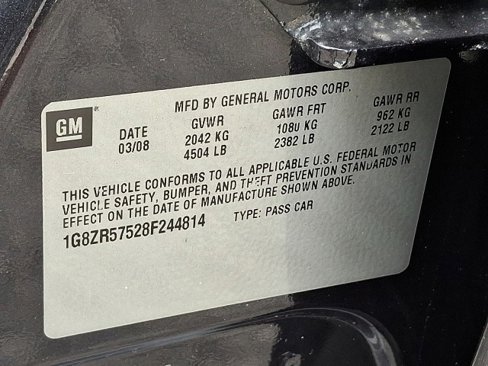 MFD BY GENERAL MOTORS CORP.
GM
DATE GVWR GAWR FRT GAWR RR
03/08 2042 KG 1080 KG 962 KG
4504 LB 2382 LB 2122 LB
THIS VEHICLE CONFORMS TO ALL APPLICABLE U.S. FEDERAL MOTOR
VEHICLE SAFETY, BUMPER, AND THEFT PREVENTION STANDARDS IN
EFFECT ON THE DATE OF MANUFACTURE SHOWN ABOVE.
1G8ZR57528F244814 TYPE: PASS CAR